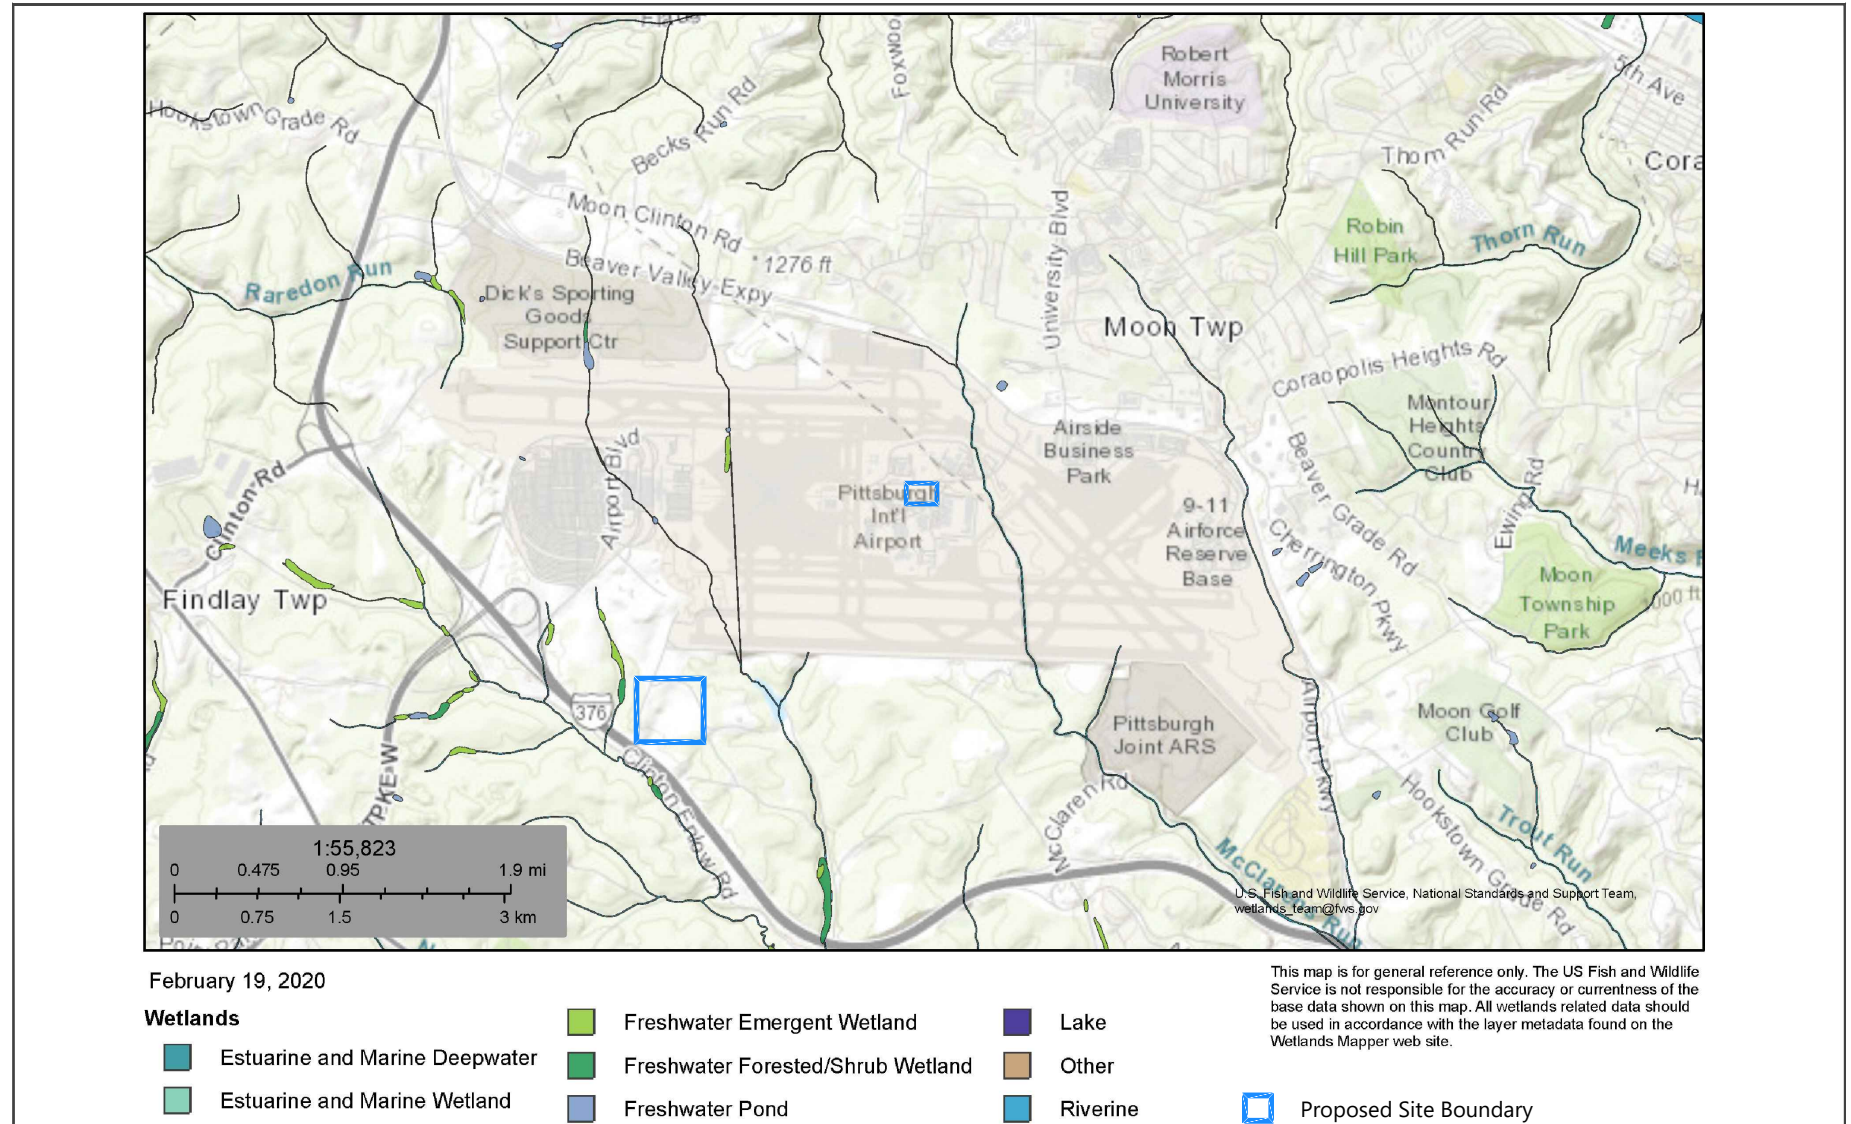 Robert
Morris
University
5th Ave
Hookstown Grade Rd
Becks Run Rd
Thorn Run Rd
Moon Clinton Rd
University Blvd
Robin
Hill Park
Thorn Run
Raredon Run
Beaver Valley Expy
1276 ft
Dick's Sporting
Goods
Support Ctr
Moon Twp
Coraopolis Heights Rd
Montour
Heights
Country
Club
Airside
Business
Park
Airport Blvd
Clinton Rd
Beaver Grade Rd
Ewing Rd
Pittsburgh
Int'l
Airport
9-11
Airforce
Reserve
Base
Cherrington Pkwy
Meeks
Findlay Twp
Moon
Township
Park
376
Pittsburgh
Joint ARS
Airport Pkwy
Moon Golf
Club
TPKE W
Clinton Enlow Rd
McClaren Rd
Hookstown Grade Rd
Trout Run
McClarens Run
1:55,823
0 0.475 0.95 1.9 mi
0 0.75 1.5 3 km
U.S. Fish and Wildlife Service, National Standards and Support Team,
wetlands_team@fws.gov
February 19, 2020
This map is for general reference only. The US Fish and Wildlife
Service is not responsible for the accuracy or currentness of the
base data shown on this map. All wetlands related data should
be used in accordance with the layer metadata found on the
Wetlands Mapper web site.
Wetlands
Estuarine and Marine Deepwater
Estuarine and Marine Wetland
Freshwater Emergent Wetland
Freshwater Forested/Shrub Wetland
Freshwater Pond
Lake
Other
Riverine
Proposed Site Boundary